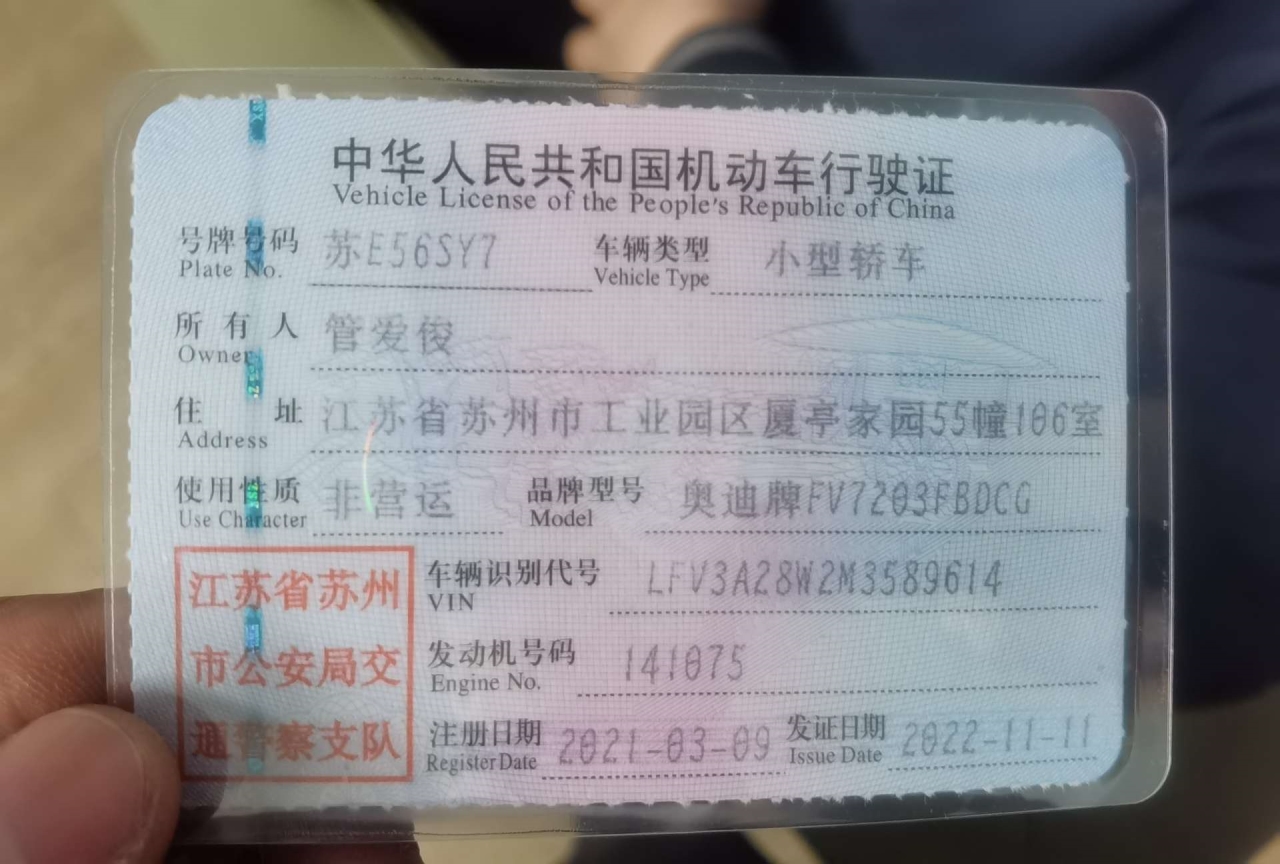 中华人民共和国机动车行驶证
Vehicle License of the People's Republic of China
号牌号码 苏E56SY7 车辆类型 小型轿车
Plate No. Vehicle Type
所有人 管爱俊
Owner
住址 江苏省苏州市工业园区厦亭家园55幢106室
Address
使用性质 非营运 品牌型号 奥迪牌FV7203FBDCG
Use Character Model
江苏省苏州
市公安局交
通警察支队
车辆识别代号 LFV3A28W2M3589614
VIN
发动机号码 141075
Engine No.
注册日期 2021-03-09 发证日期 2022-11-11
Register Date Issue Date